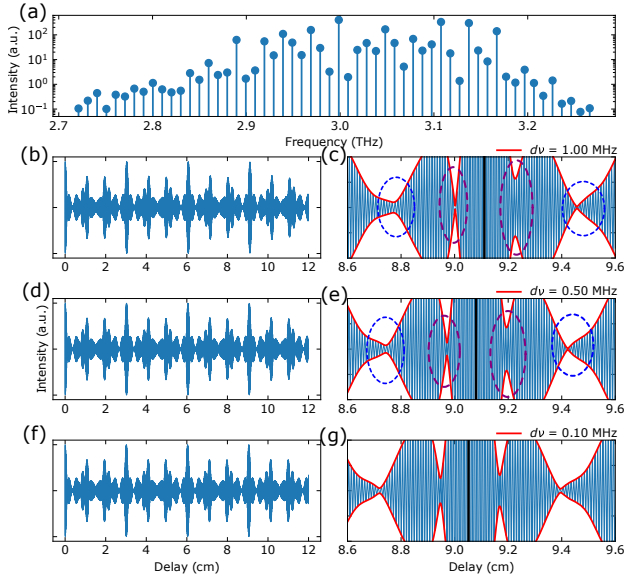 (a)
Intensity (a.u.)
10² 10¹ 10⁰ 10⁻¹
2.7 2.8 2.9 3.0 3.1 3.2
Frequency (THz)
(b)
0 2 4 6 8 10 12
(c)
dν = 1.00 MHz
8.6 8.8 9.0 9.2 9.4 9.6
(d)
Intensity (a.u.)
0 2 4 6 8 10 12
(e)
dν = 0.50 MHz
8.6 8.8 9.0 9.2 9.4 9.6
(f)
0 2 4 6 8 10 12
Delay (cm)
(g)
dν = 0.10 MHz
8.6 8.8 9.0 9.2 9.4 9.6
Delay (cm)